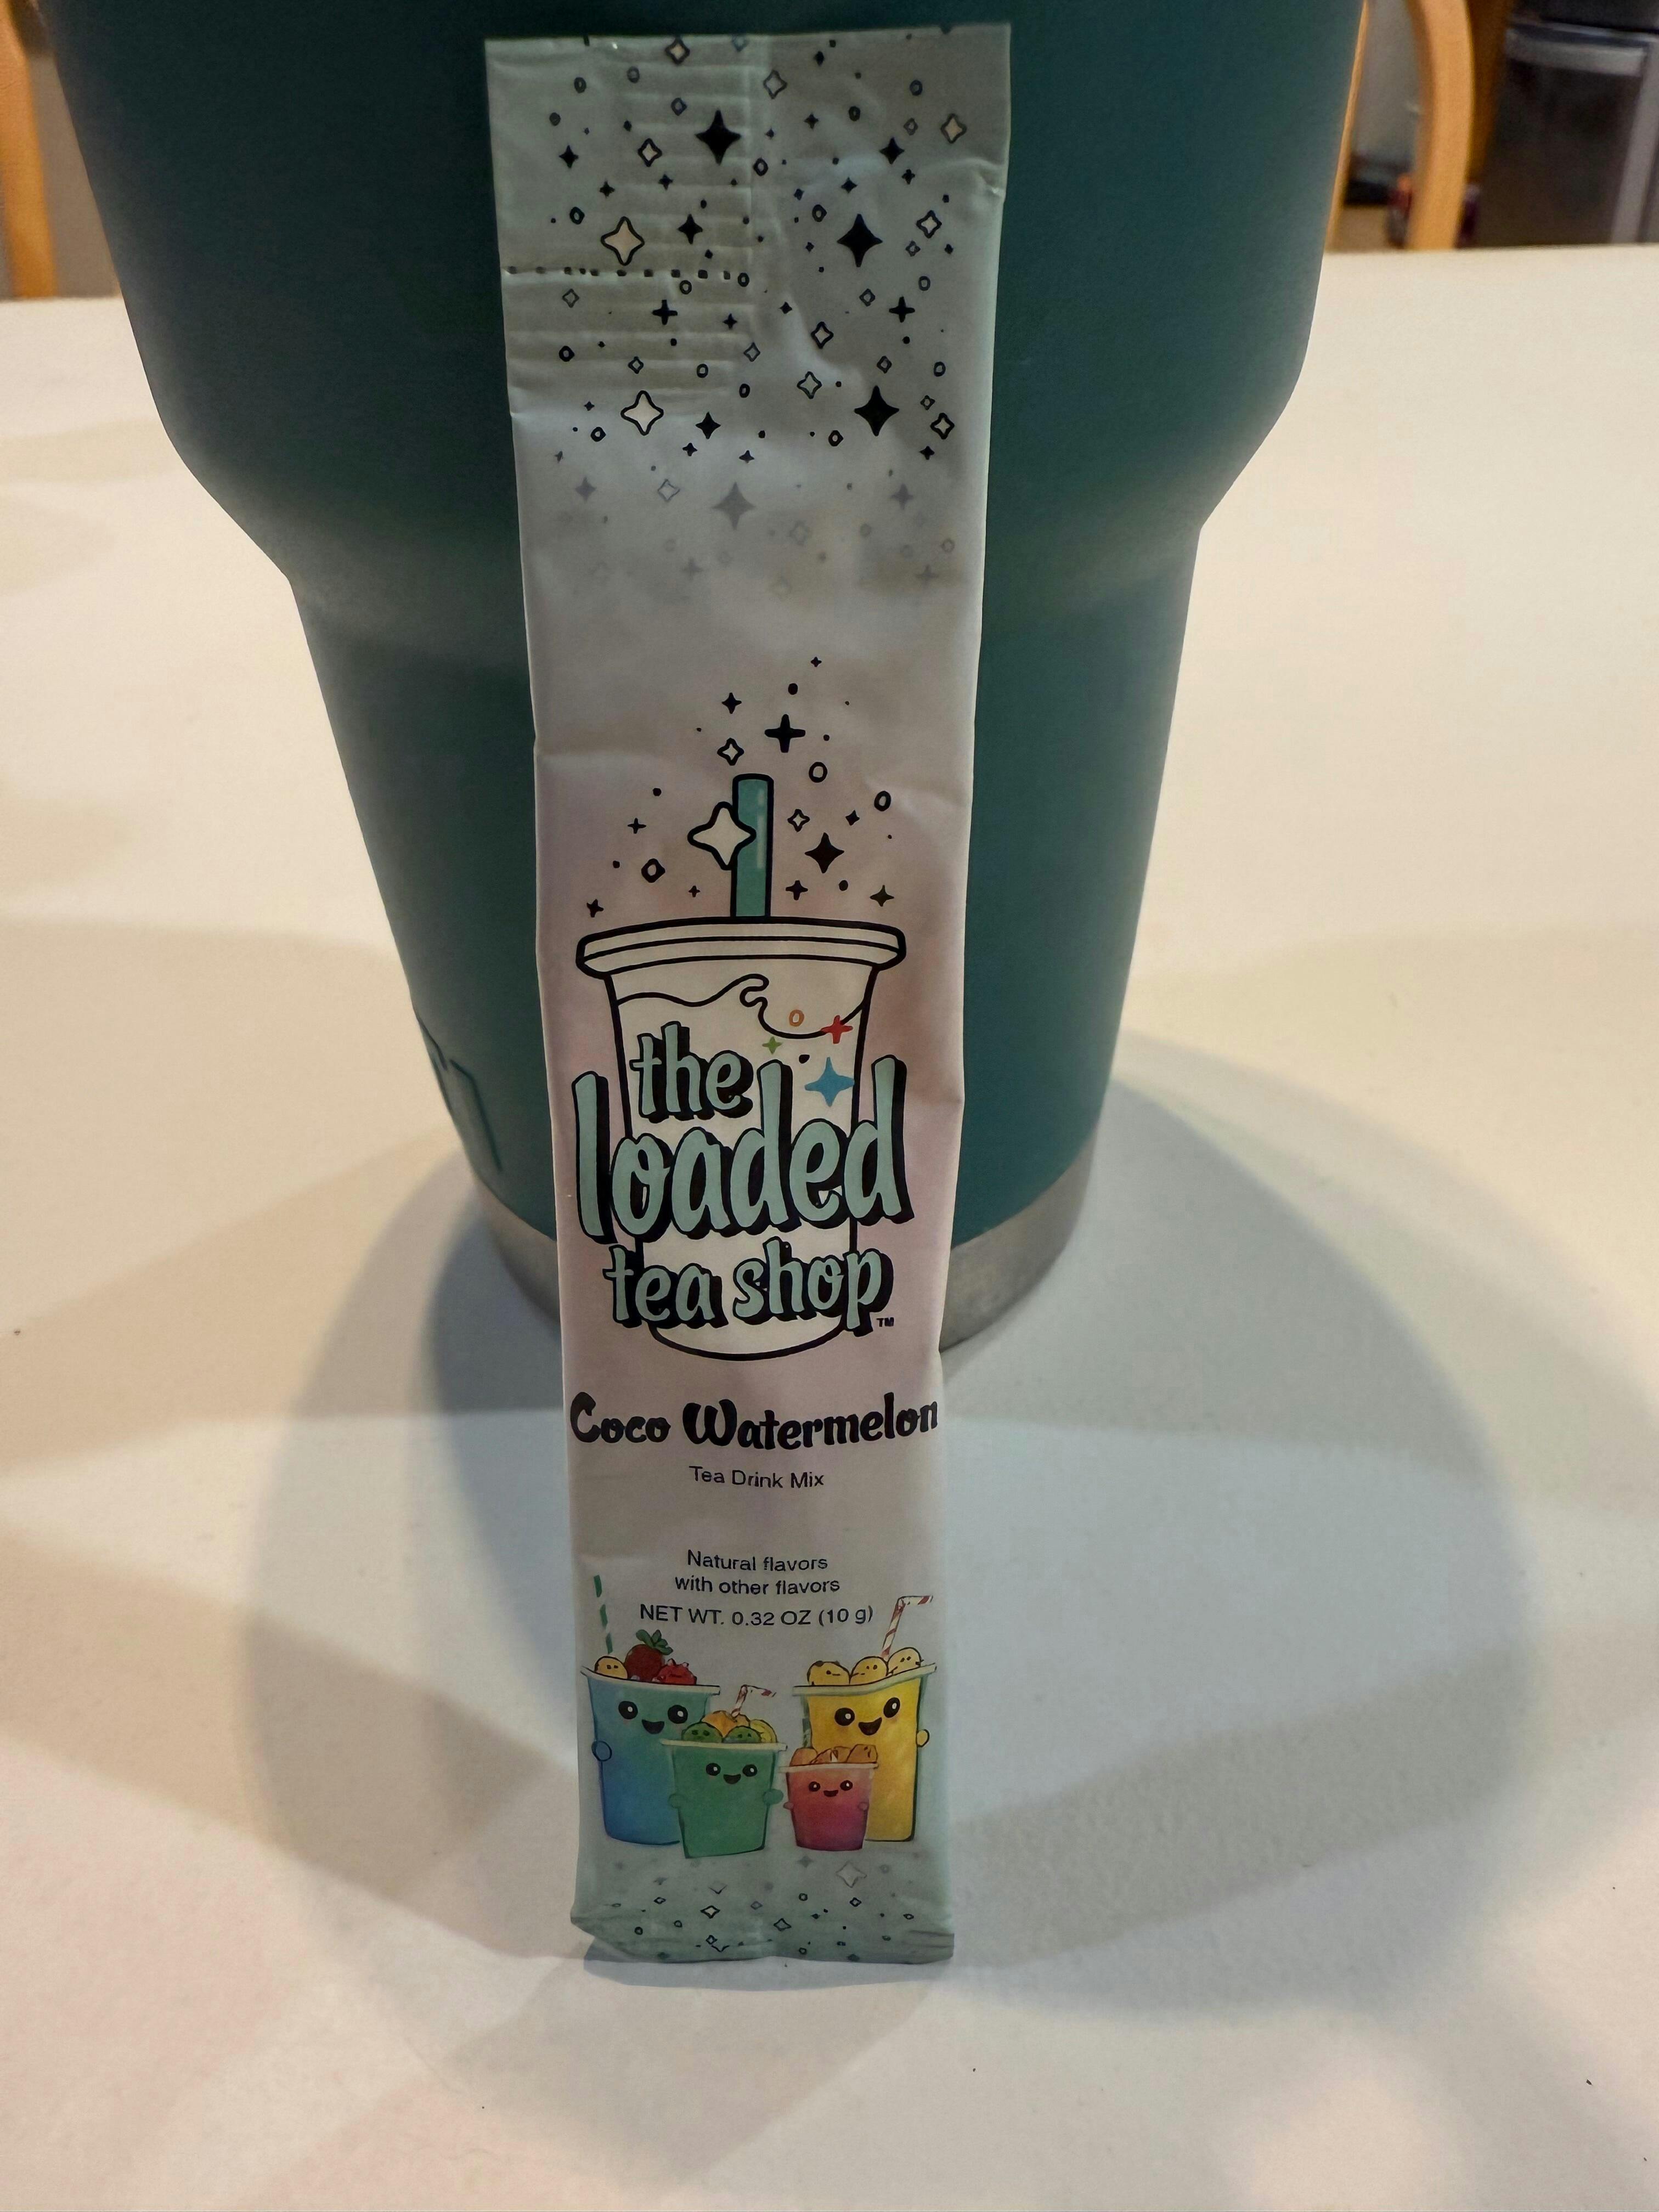 the
loaded
tea shop
TM
Coco Watermelon
Tea Drink Mix
Natural flavors
with other flavors
NET WT. 0.32 OZ (10 g)